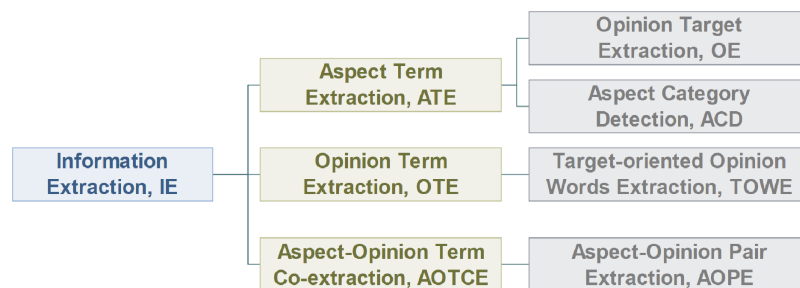 Information
Extraction, IE
Aspect Term
Extraction, ATE
Opinion Target
Extraction, OE
Aspect Category
Detection, ACD
Opinion Term
Extraction, OTE
Target-oriented Opinion
Words Extraction, TOWE
Aspect-Opinion Term
Co-extraction, AOTCE
Aspect-Opinion Pair
Extraction, AOPE